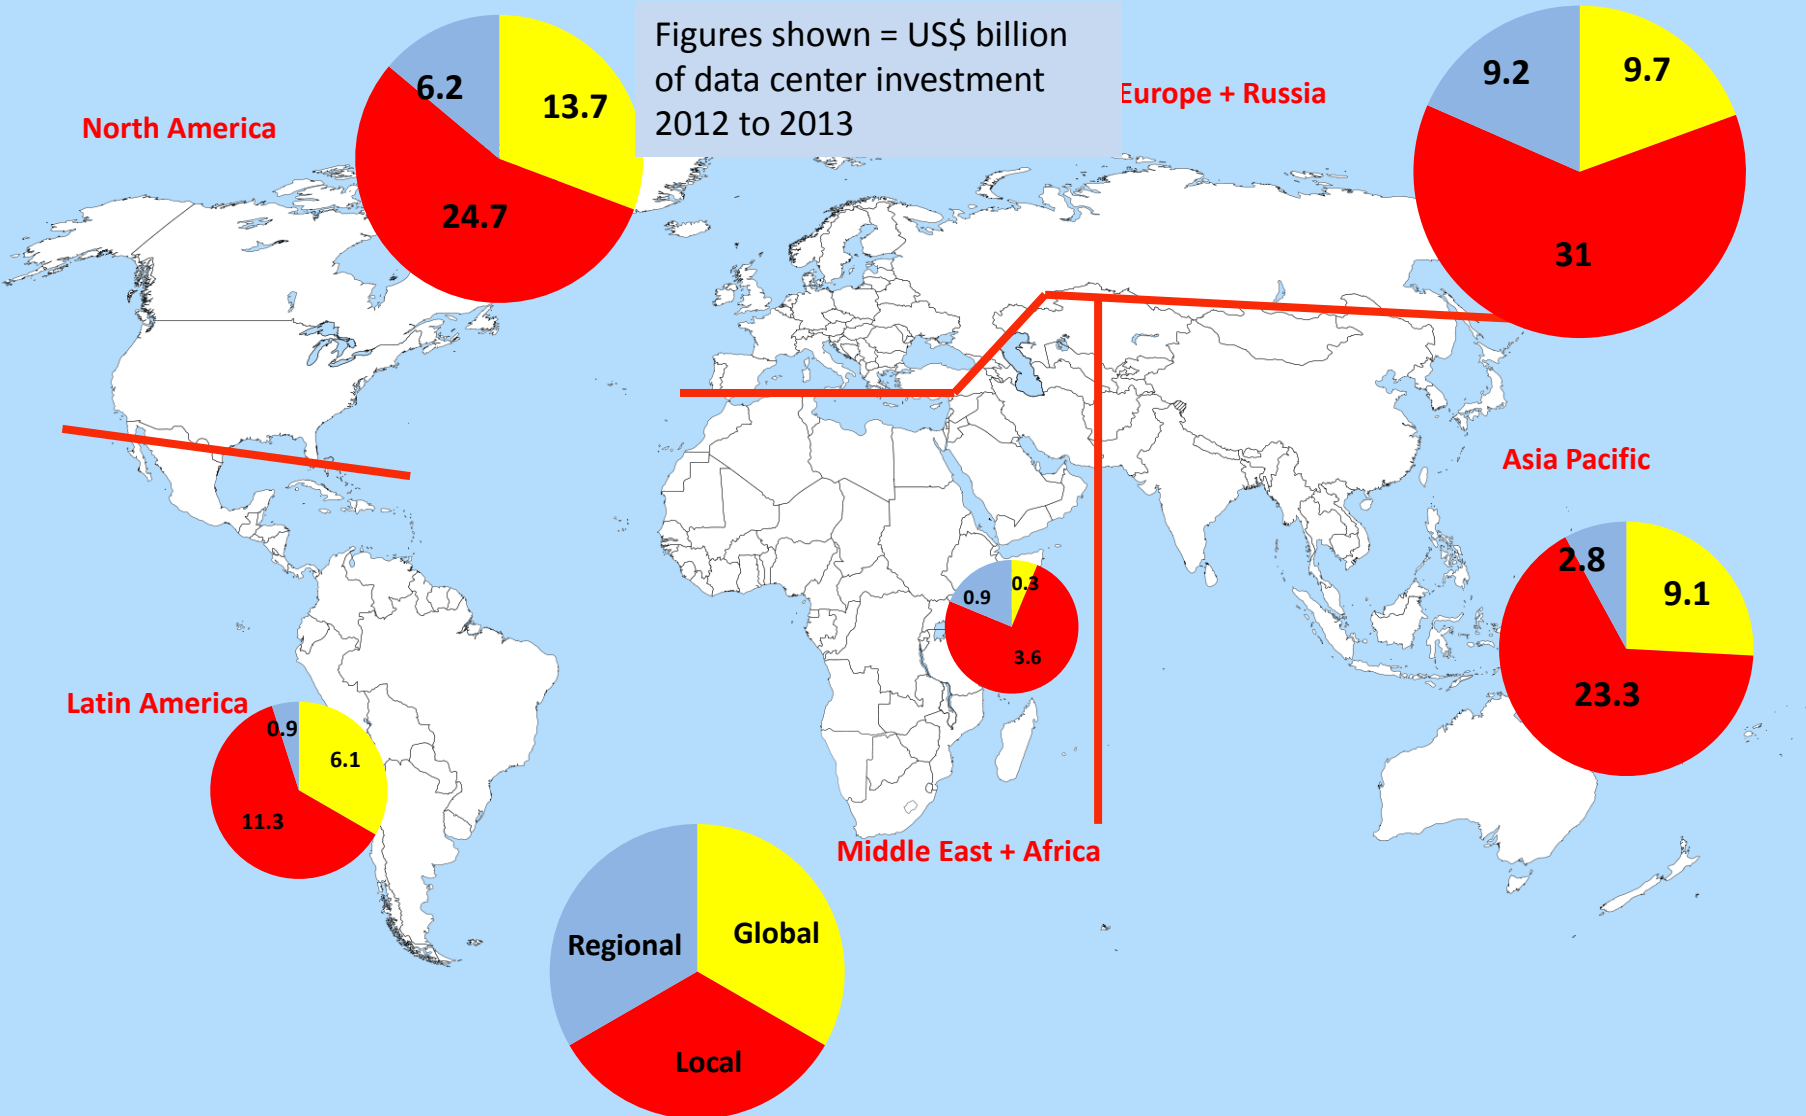 Figures shown = US$ billion
of data center investment
2012 to 2013
North America
6.2
13.7
24.7
Europe + Russia
9.2
9.7
31
Asia Pacific
2.8
9.1
23.3
0.9
0.3
3.6
Middle East + Africa
Latin America
0.9
6.1
11.3
Regional
Global
Local